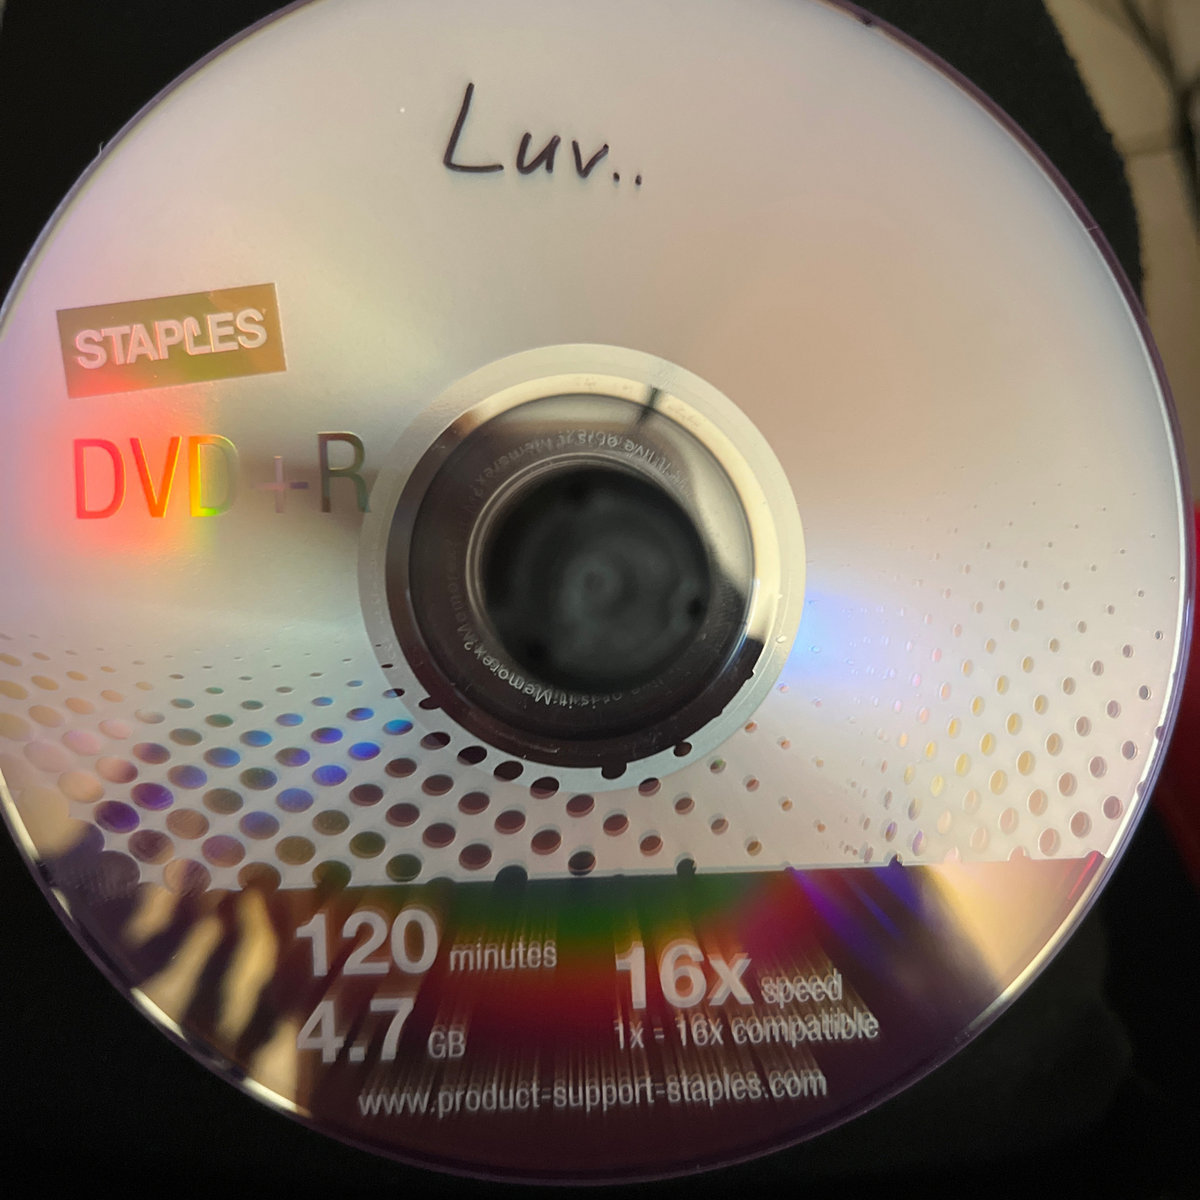 Luv..
STAPLES
DVD+R
120 minutes
4.7 GB
16x speed
1x - 16x compatible
www.product-support-staples.com